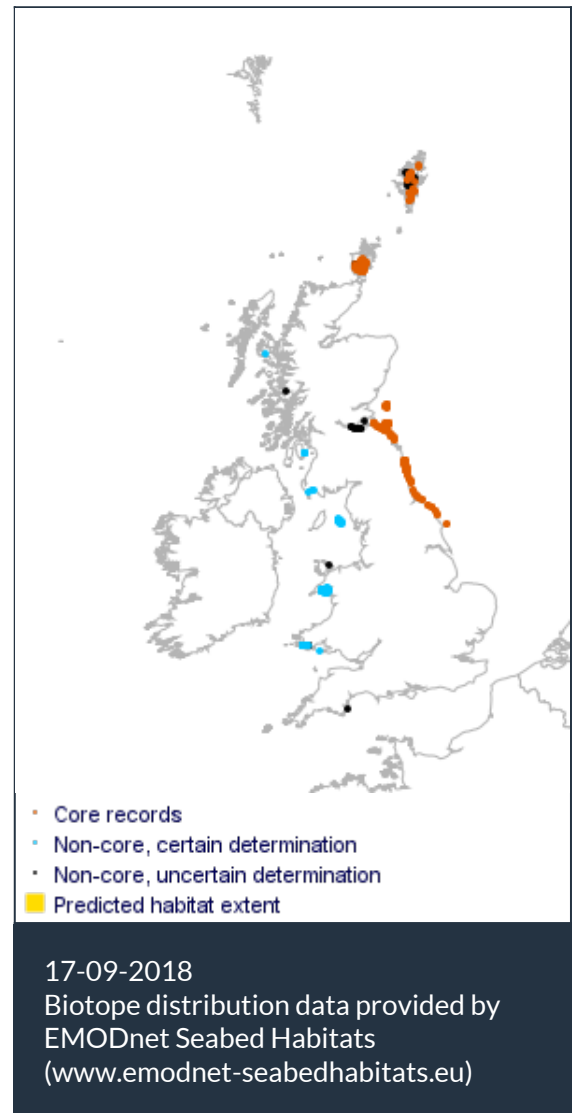 Core records
Non-core, certain determination
Non-core, uncertain determination
Predicted habitat extent
17-09-2018
Biotope distribution data provided by
EMODnet Seabed Habitats
(www.emodnet-seabedhabitats.eu)